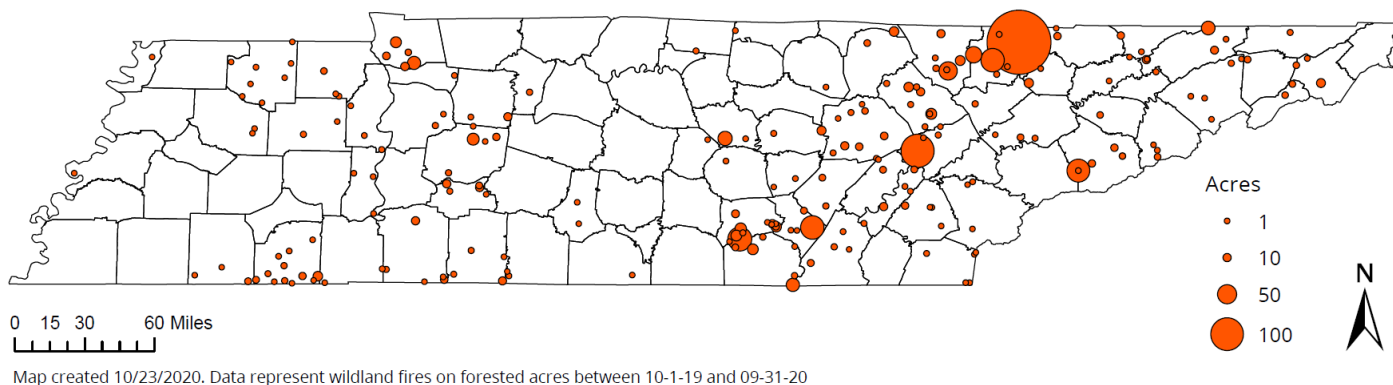 Acres
1
10
50
100
N
0 15 30 60 Miles
Map created 10/23/2020. Data represent wildland fires on forested acres between 10-1-19 and 09-31-20